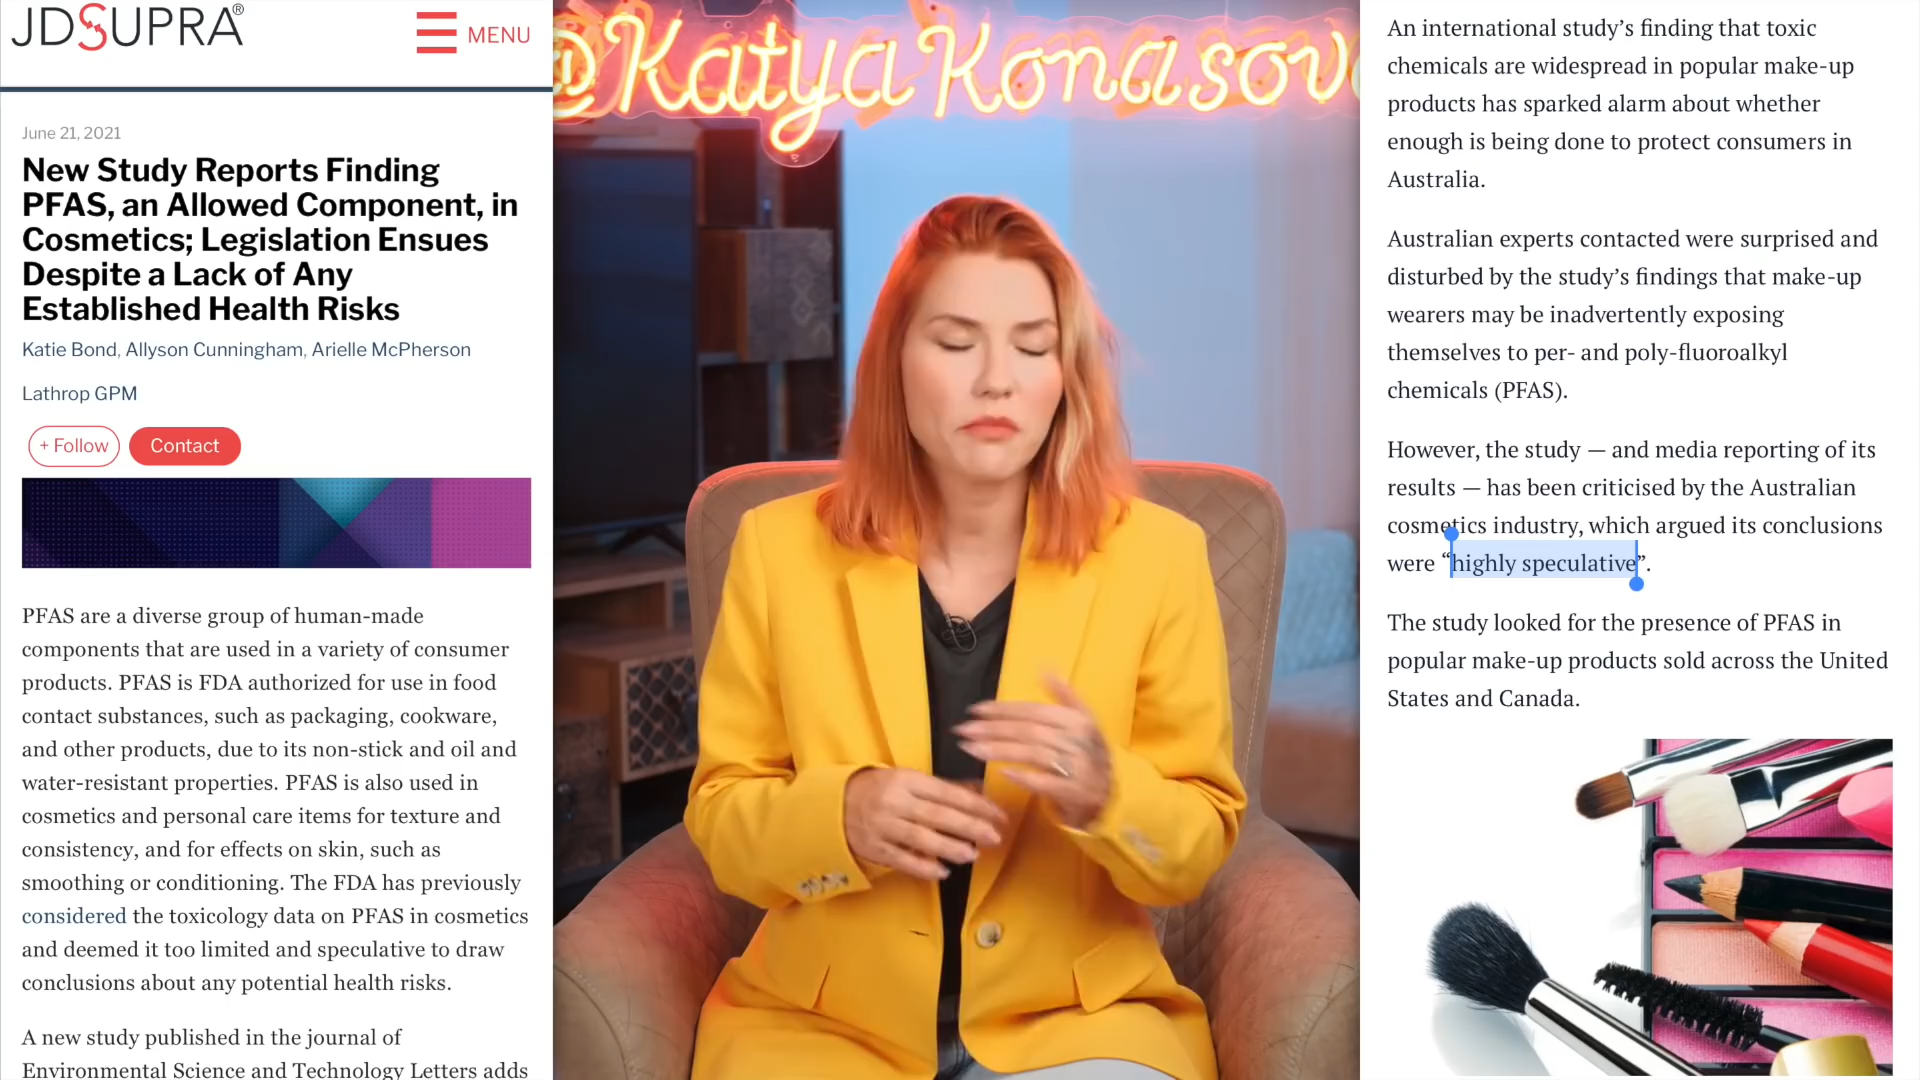 JDSUPRA®
MENU
June 21, 2021
New Study Reports Finding
PFAS, an Allowed Component, in
Cosmetics; Legislation Ensues
Despite a Lack of Any
Established Health Risks
Katie Bond, Allyson Cunningham, Arielle McPherson
Lathrop GPM
+ Follow
Contact
PFAS are a diverse group of human-made
components that are used in a variety of consumer
products. PFAS is FDA authorized for use in food
contact substances, such as packaging, cookware,
and other products, due to its non-stick and oil and
water-resistant properties. PFAS is also used in
cosmetics and personal care items for texture and
consistency, and for effects on skin, such as
smoothing or conditioning. The FDA has previously
considered the toxicology data on PFAS in cosmetics
and deemed it too limited and speculative to draw
conclusions about any potential health risks.
A new study published in the journal of
Environmental Science and Technology Letters adds
@KatyaKonasova
An international study’s finding that toxic
chemicals are widespread in popular make-up
products has sparked alarm about whether
enough is being done to protect consumers in
Australia.
Australian experts contacted were surprised and
disturbed by the study’s findings that make-up
wearers may be inadvertently exposing
themselves to per- and poly-fluoroalkyl
chemicals (PFAS).
However, the study — and media reporting of its
results — has been criticised by the Australian
cosmetics industry, which argued its conclusions
were “highly speculative”.
The study looked for the presence of PFAS in
popular make-up products sold across the United
States and Canada.